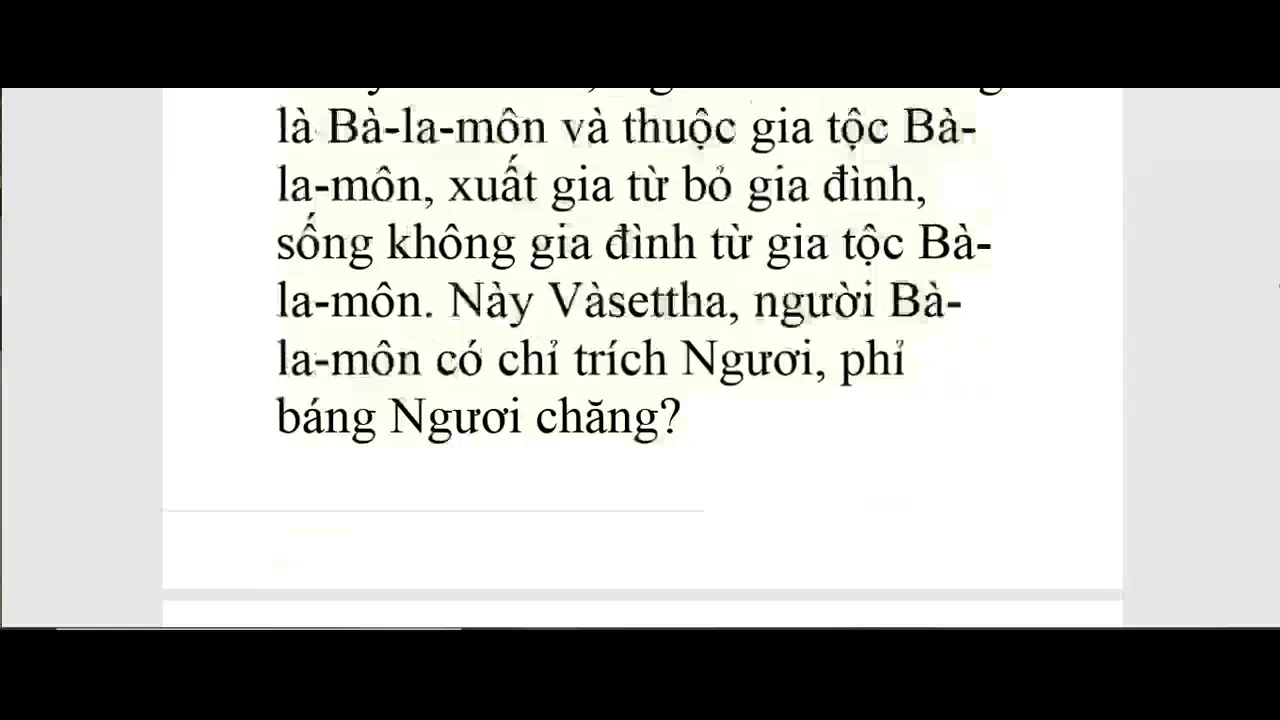 là Bà-la-môn và thuộc gia tộc Bà-
la-môn, xuất gia từ bỏ gia đình,
sống không gia đình từ gia tộc Bà-
la-môn. Này Vàsettha, người Bà-
la-môn có chỉ trích Ngươi, phỉ
báng Ngươi chăng?